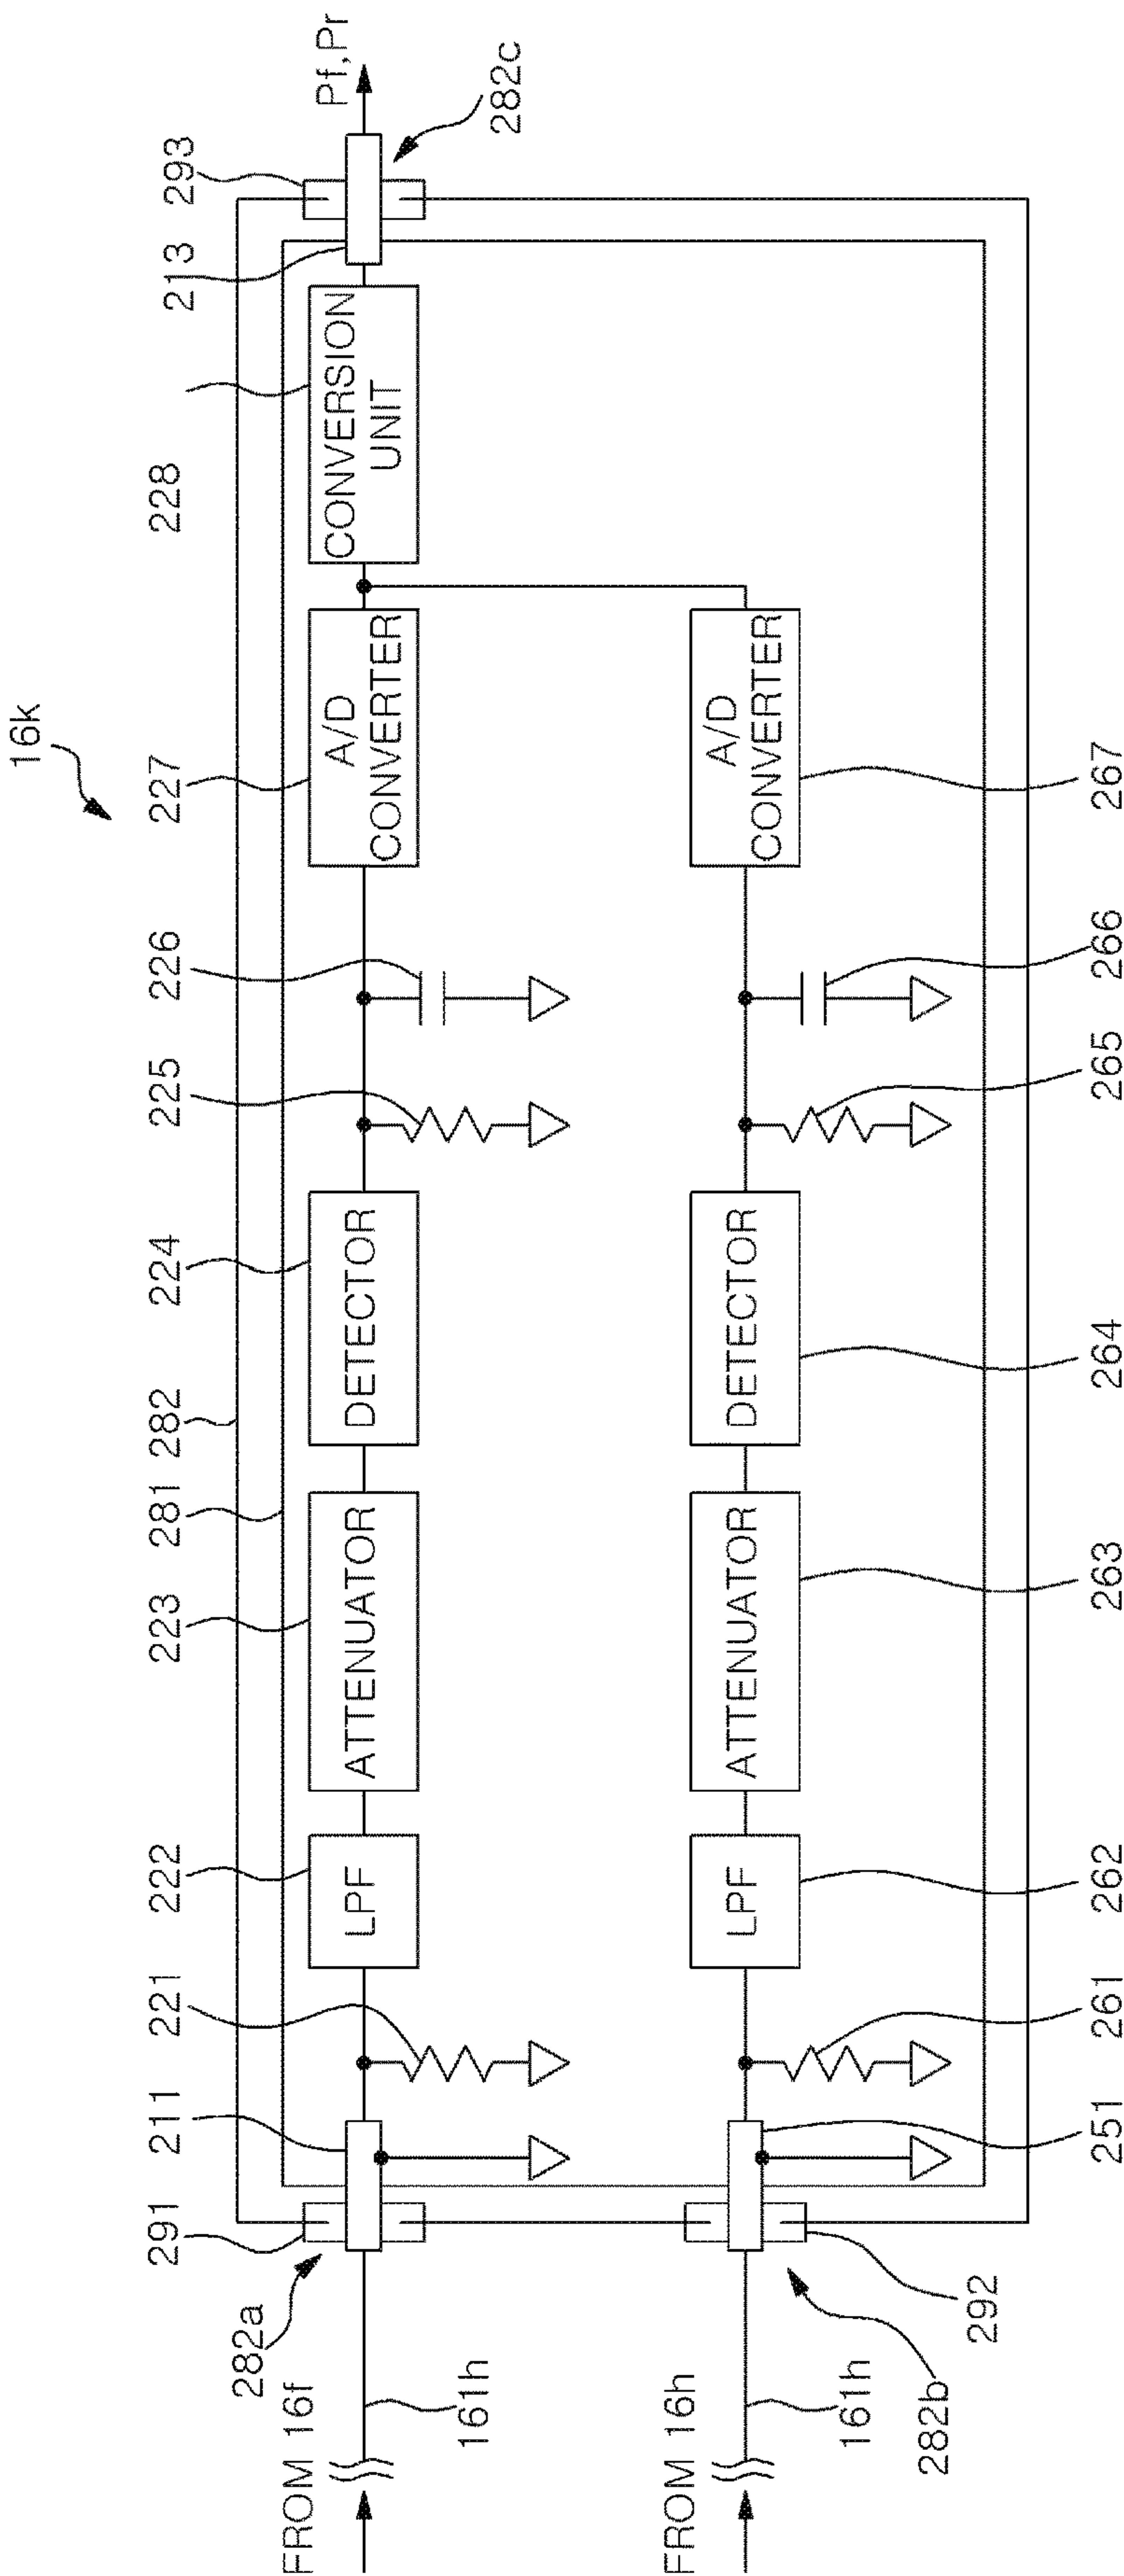 16k
291
211
221
222
223
281
282
224
225
226
227
228
213
293
282a
FROM 16f
161h
LPF
ATTENUATOR
DETECTOR
A/D
CONVERTER
CONVERSION
UNIT
Pf,Pr
282c
FROM 16h
161h
LPF
ATTENUATOR
DETECTOR
A/D
CONVERTER
282b
292
251
261
262
263
264
265
266
267